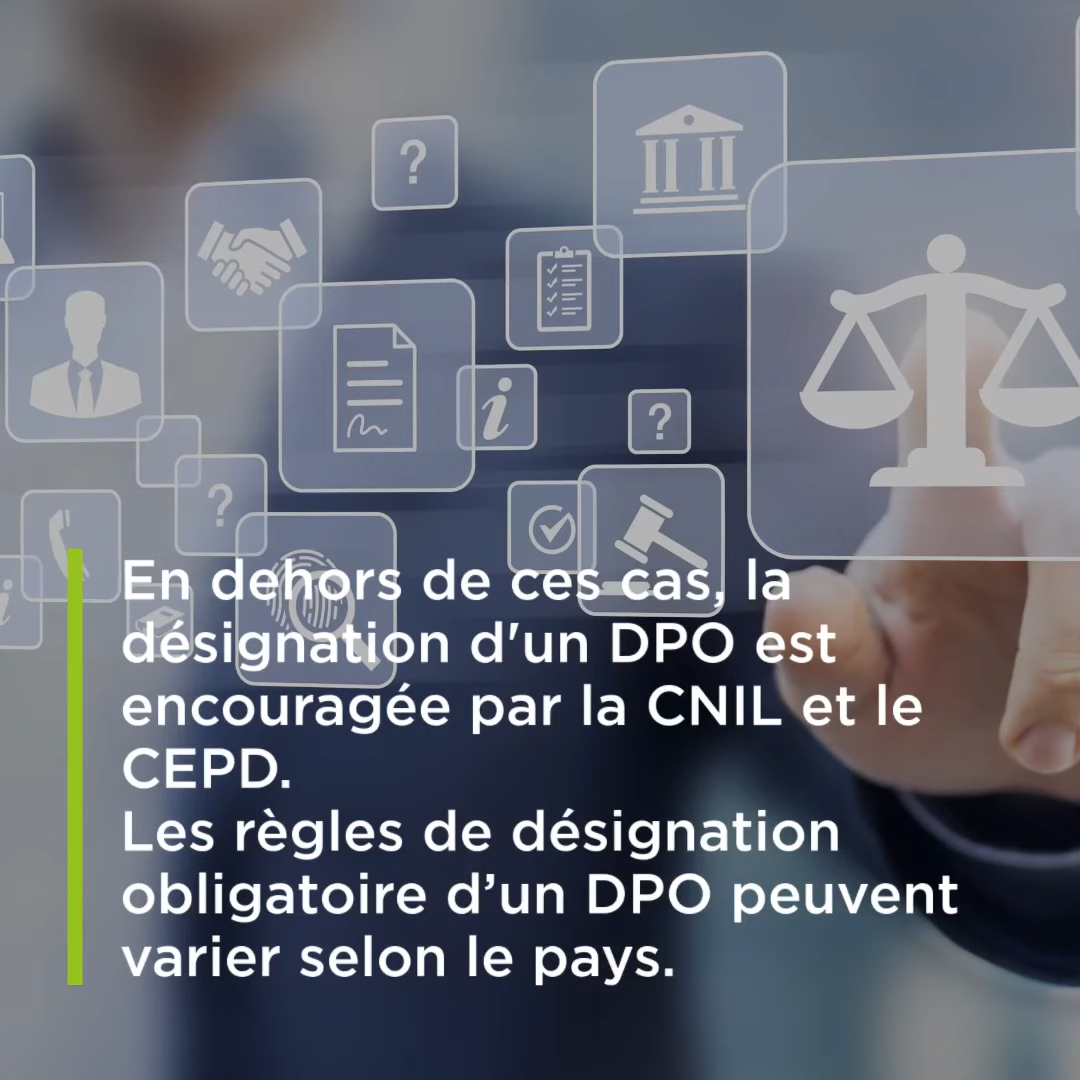 ?
?
i
?
i
En dehors de ces cas, la
désignation d'un DPO est
encouragée par la CNIL et le
CEPD.
Les règles de désignation
obligatoire d’un DPO peuvent
varier selon le pays.